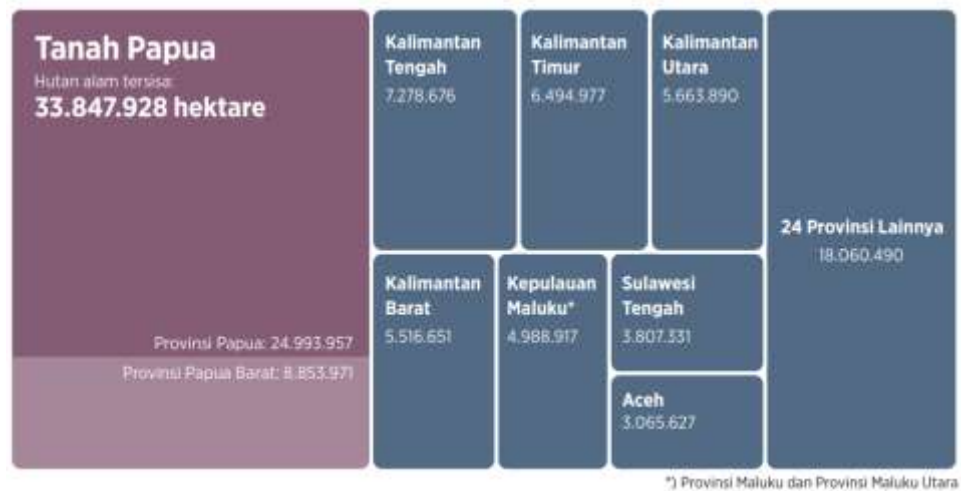 Tanah Papua
Hutan alam tersisa:
33.847.928 hektare
Provinsi Papua: 24.993.957
Provinsi Papua Barat: 8.853.971
Kalimantan
Tengah
7.278.676
Kalimantan
Timur
6.494.977
Kalimantan
Utara
5.663.890
Kalimantan
Barat
5.516.651
Kepulauan
Maluku*
4.988.917
Sulawesi
Tengah
3.807.331
Aceh
3.065.627
24 Provinsi Lainnya
18.060.490
*) Provinsi Maluku dan Provinsi Maluku Utara